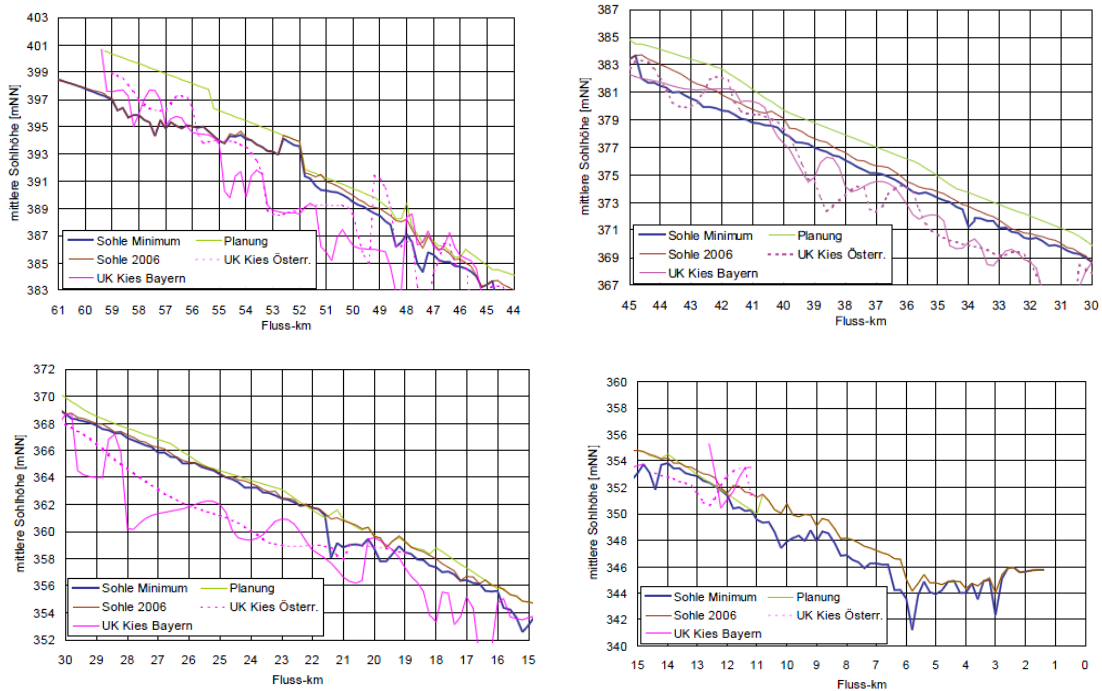 403
401
399
397
395
393
391
389
387
385
383
mittlere Sohlhöhe [mNN]
Sohle Minimum
Planung
Sohle 2006
UK Kies Österr.
UK Kies Bayern
61 60 59 58 57 56 55 54 53 52 51 50 49 48 47 46 45 44
Fluss-km
387
385
383
381
379
377
375
373
371
369
367
mittlere Sohlhöhe [mNN]
Sohle Minimum
Planung
Sohle 2006
UK Kies Österr.
UK Kies Bayern
45 44 43 42 41 40 39 38 37 36 35 34 33 32 31 30
Fluss-km
372
370
368
366
364
362
360
358
356
354
352
mittlere Sohlhöhe [mNN]
Sohle Minimum
Planung
Sohle 2006
UK Kies Österr.
UK Kies Bayern
30 29 28 27 26 25 24 23 22 21 20 19 18 17 16 15
Fluss-km
360
358
356
354
352
350
348
346
344
342
340
mittlere Sohlhöhe [mNN]
Sohle Minimum
Planung
Sohle 2006
UK Kies Österr.
UK Kies Bayern
15 14 13 12 11 10 9 8 7 6 5 4 3 2 1 0
Fluss-km